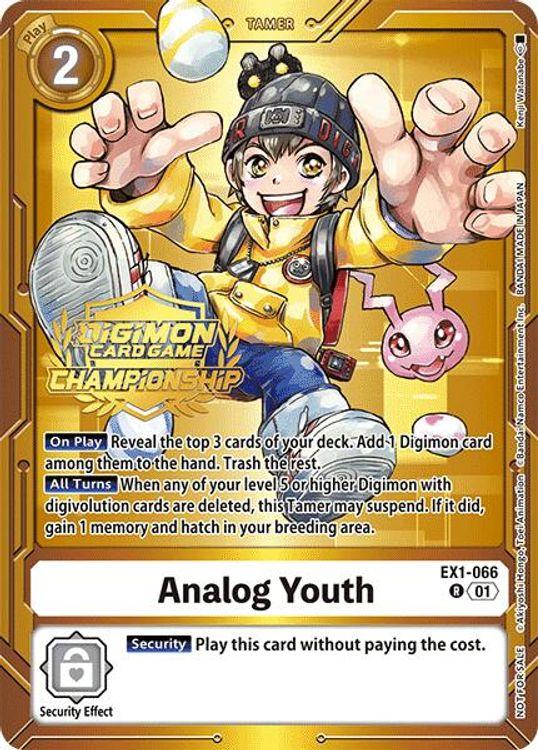 Play
2
TAMER
R DIGI
DIGIMON
CARD GAME
CHAMPIONSHIP
On Play Reveal the top 3 cards of your deck. Add 1 Digimon card
among them to the hand. Trash the rest.
All Turns When any of your level 5 or higher Digimon with
digivolution cards are deleted, this Tamer may suspend. If it did,
gain 1 memory and hatch in your breeding area.
Analog Youth
EX1-066
R 01
Security Play this card without paying the cost.
Security Effect
Kenji Watanabe
BANDAI MADE IN JAPAN
©Akiyoshi Hongo, Toei Animation ©Bandai Namco Entertainment Inc.
NOT FOR SALE